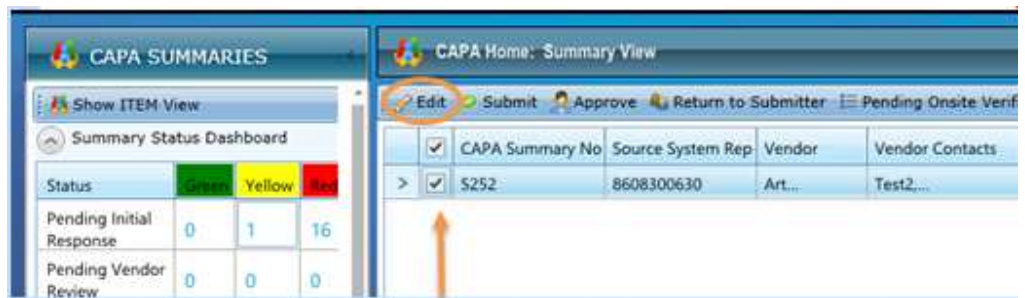 CAPA SUMMARIES
CAPA Home: Summary View
Show ITEM View
Edit Submit Approve Return to Submitter Pending Onsite Verif
Summary Status Dashboard
CAPA Summary No Source System Rep Vendor Vendor Contacts
Status Green Yellow Red
S252 8608300630 Art... Test2,...
Pending Initial
Response 0 1 16
Pending Vendor
Review 0 0 0